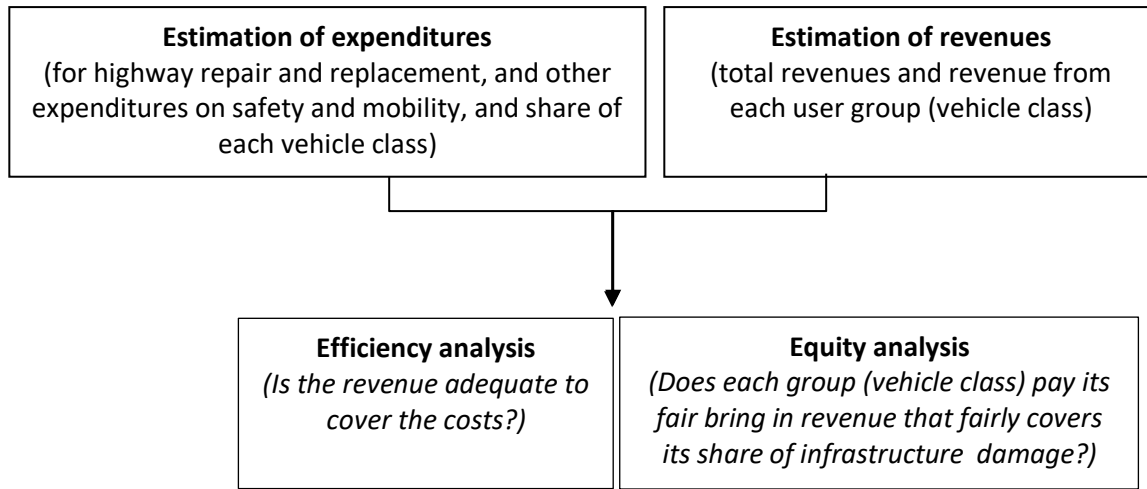 Estimation of expenditures
(for highway repair and replacement, and other
expenditures on safety and mobility, and share of
each vehicle class)
Estimation of revenues
(total revenues and revenue from
each user group (vehicle class)
Efficiency analysis
(Is the revenue adequate to
cover the costs?)
Equity analysis
(Does each group (vehicle class) pay its
fair bring in revenue that fairly covers
its share of infrastructure damage?)